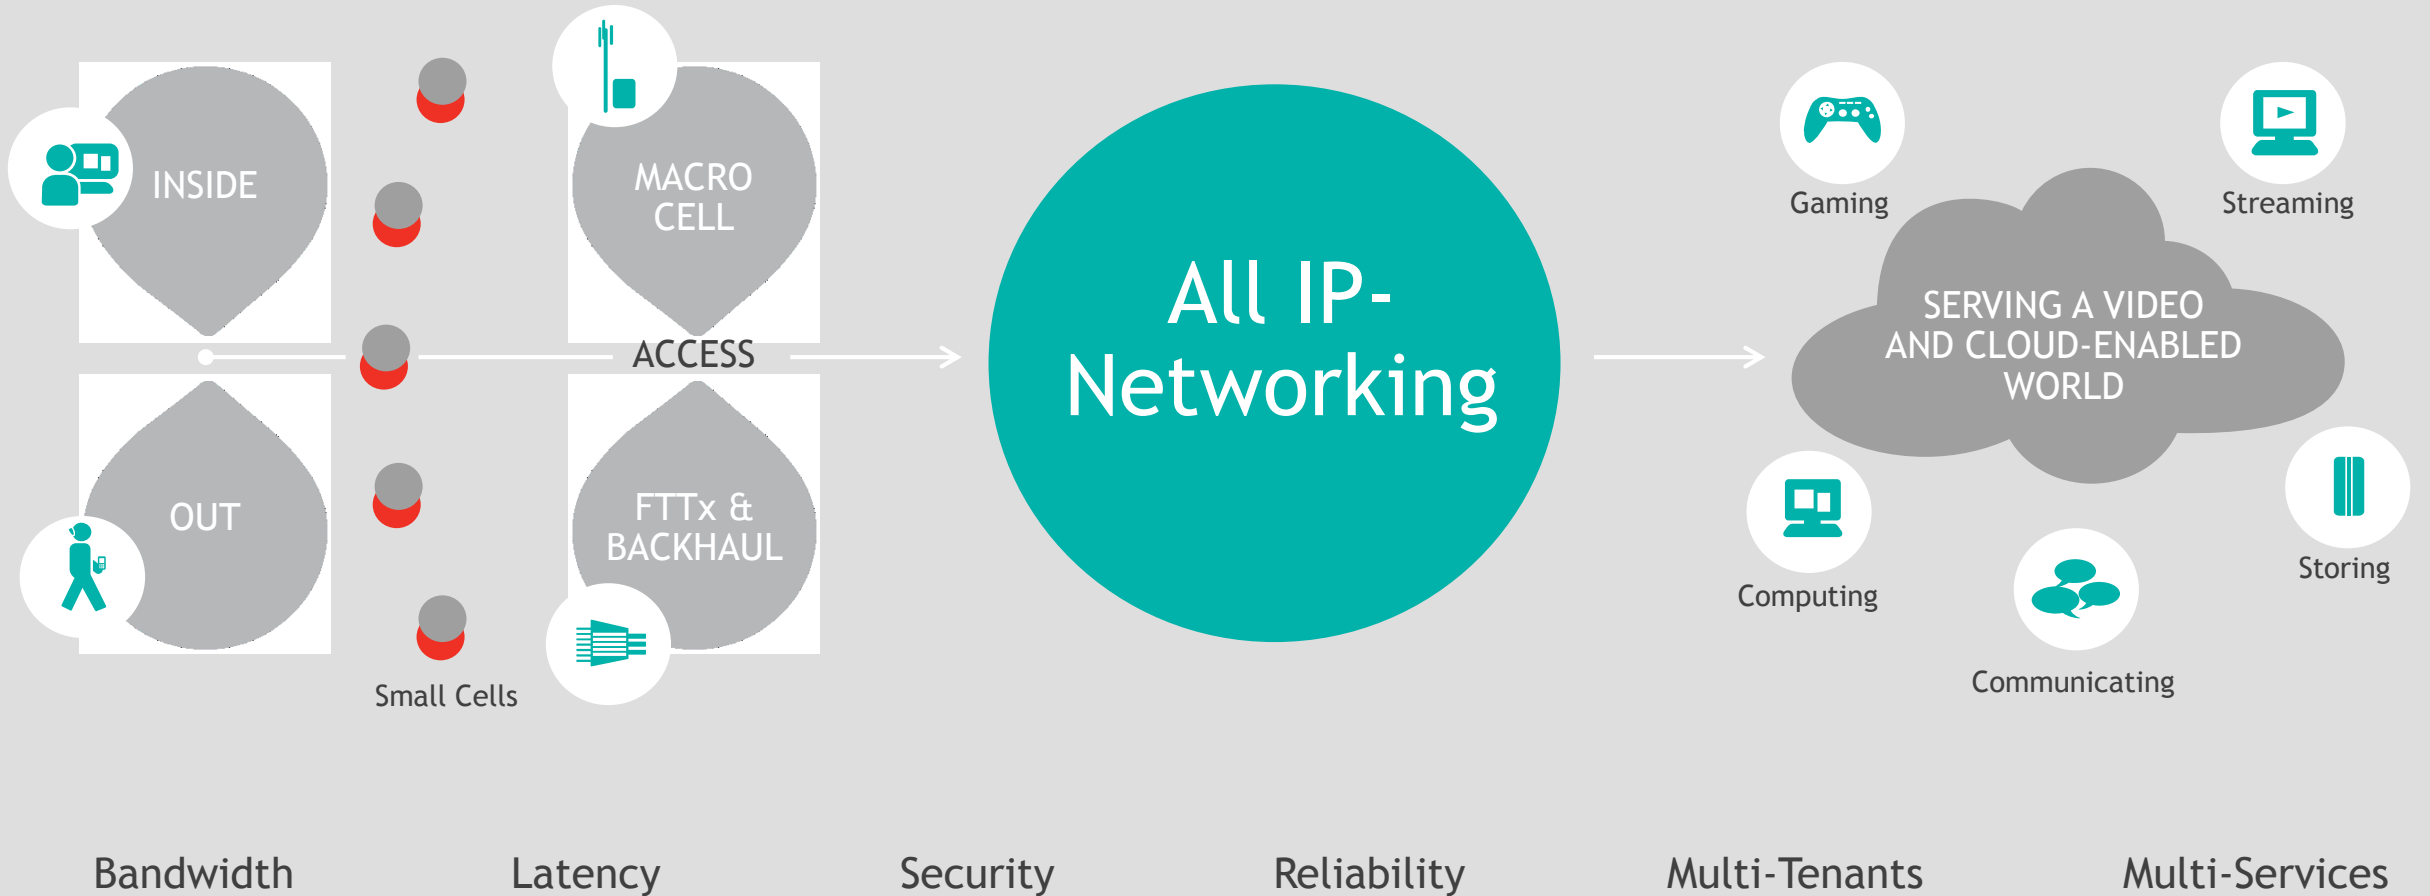 INSIDE
OUT
Small Cells
MACRO
CELL
ACCESS
FTTx &
BACKHAUL
All IP-
Networking
Gaming
Streaming
SERVING A VIDEO
AND CLOUD-ENABLED
WORLD
Computing
Communicating
Storing
Bandwidth
Latency
Security
Reliability
Multi-Tenants
Multi-Services